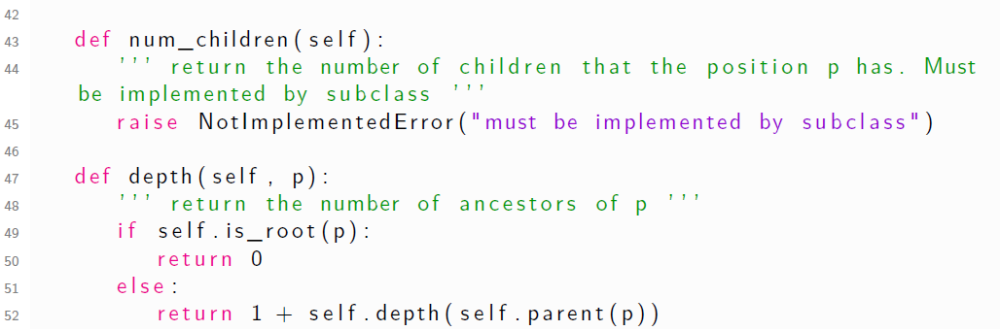 42
43 def num_children(self):
44 ''' return the number of children that the position p has. Must
be implemented by subclass '''
45 raise NotImplementedError("must be implemented by subclass")
46
47 def depth(self, p):
48 ''' return the number of ancestors of p '''
49 if self.is_root(p):
50 return 0
51 else:
52 return 1 + self.depth(self.parent(p))